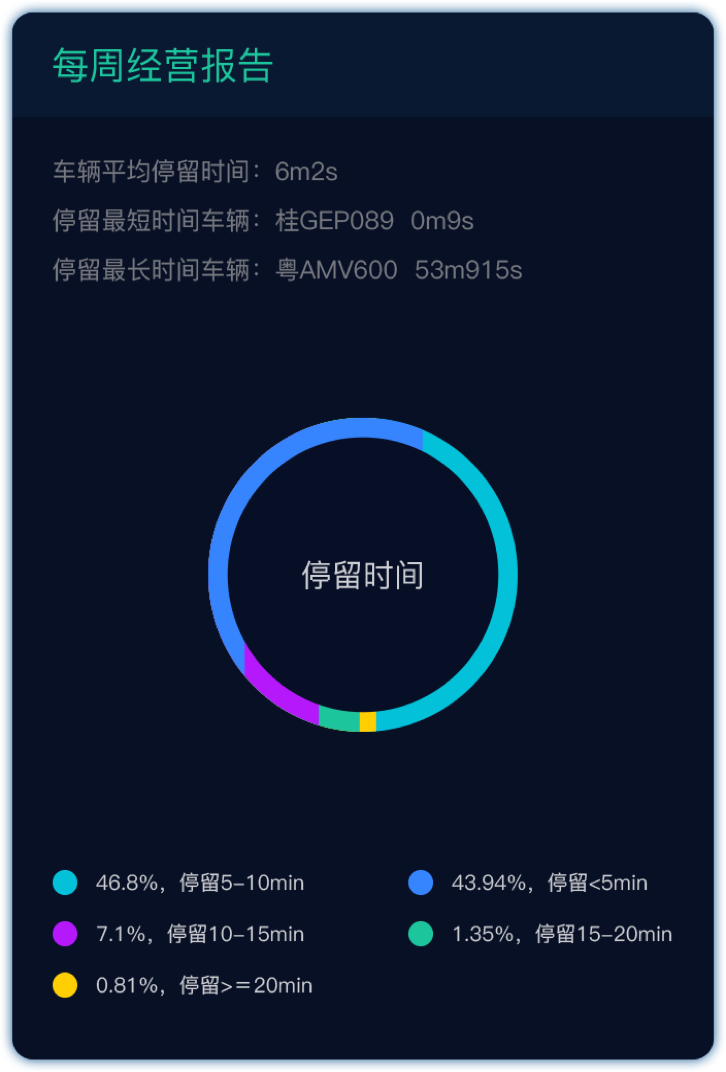 每周经营报告
车辆平均停留时间：6m2s
停留最短时间车辆：桂GEP089 0m9s
停留最长时间车辆：粤AMV600 53m915s
停留时间
46.8%，停留5-10min
43.94%，停留<5min
7.1%，停留10-15min
1.35%，停留15-20min
0.81%，停留>=20min